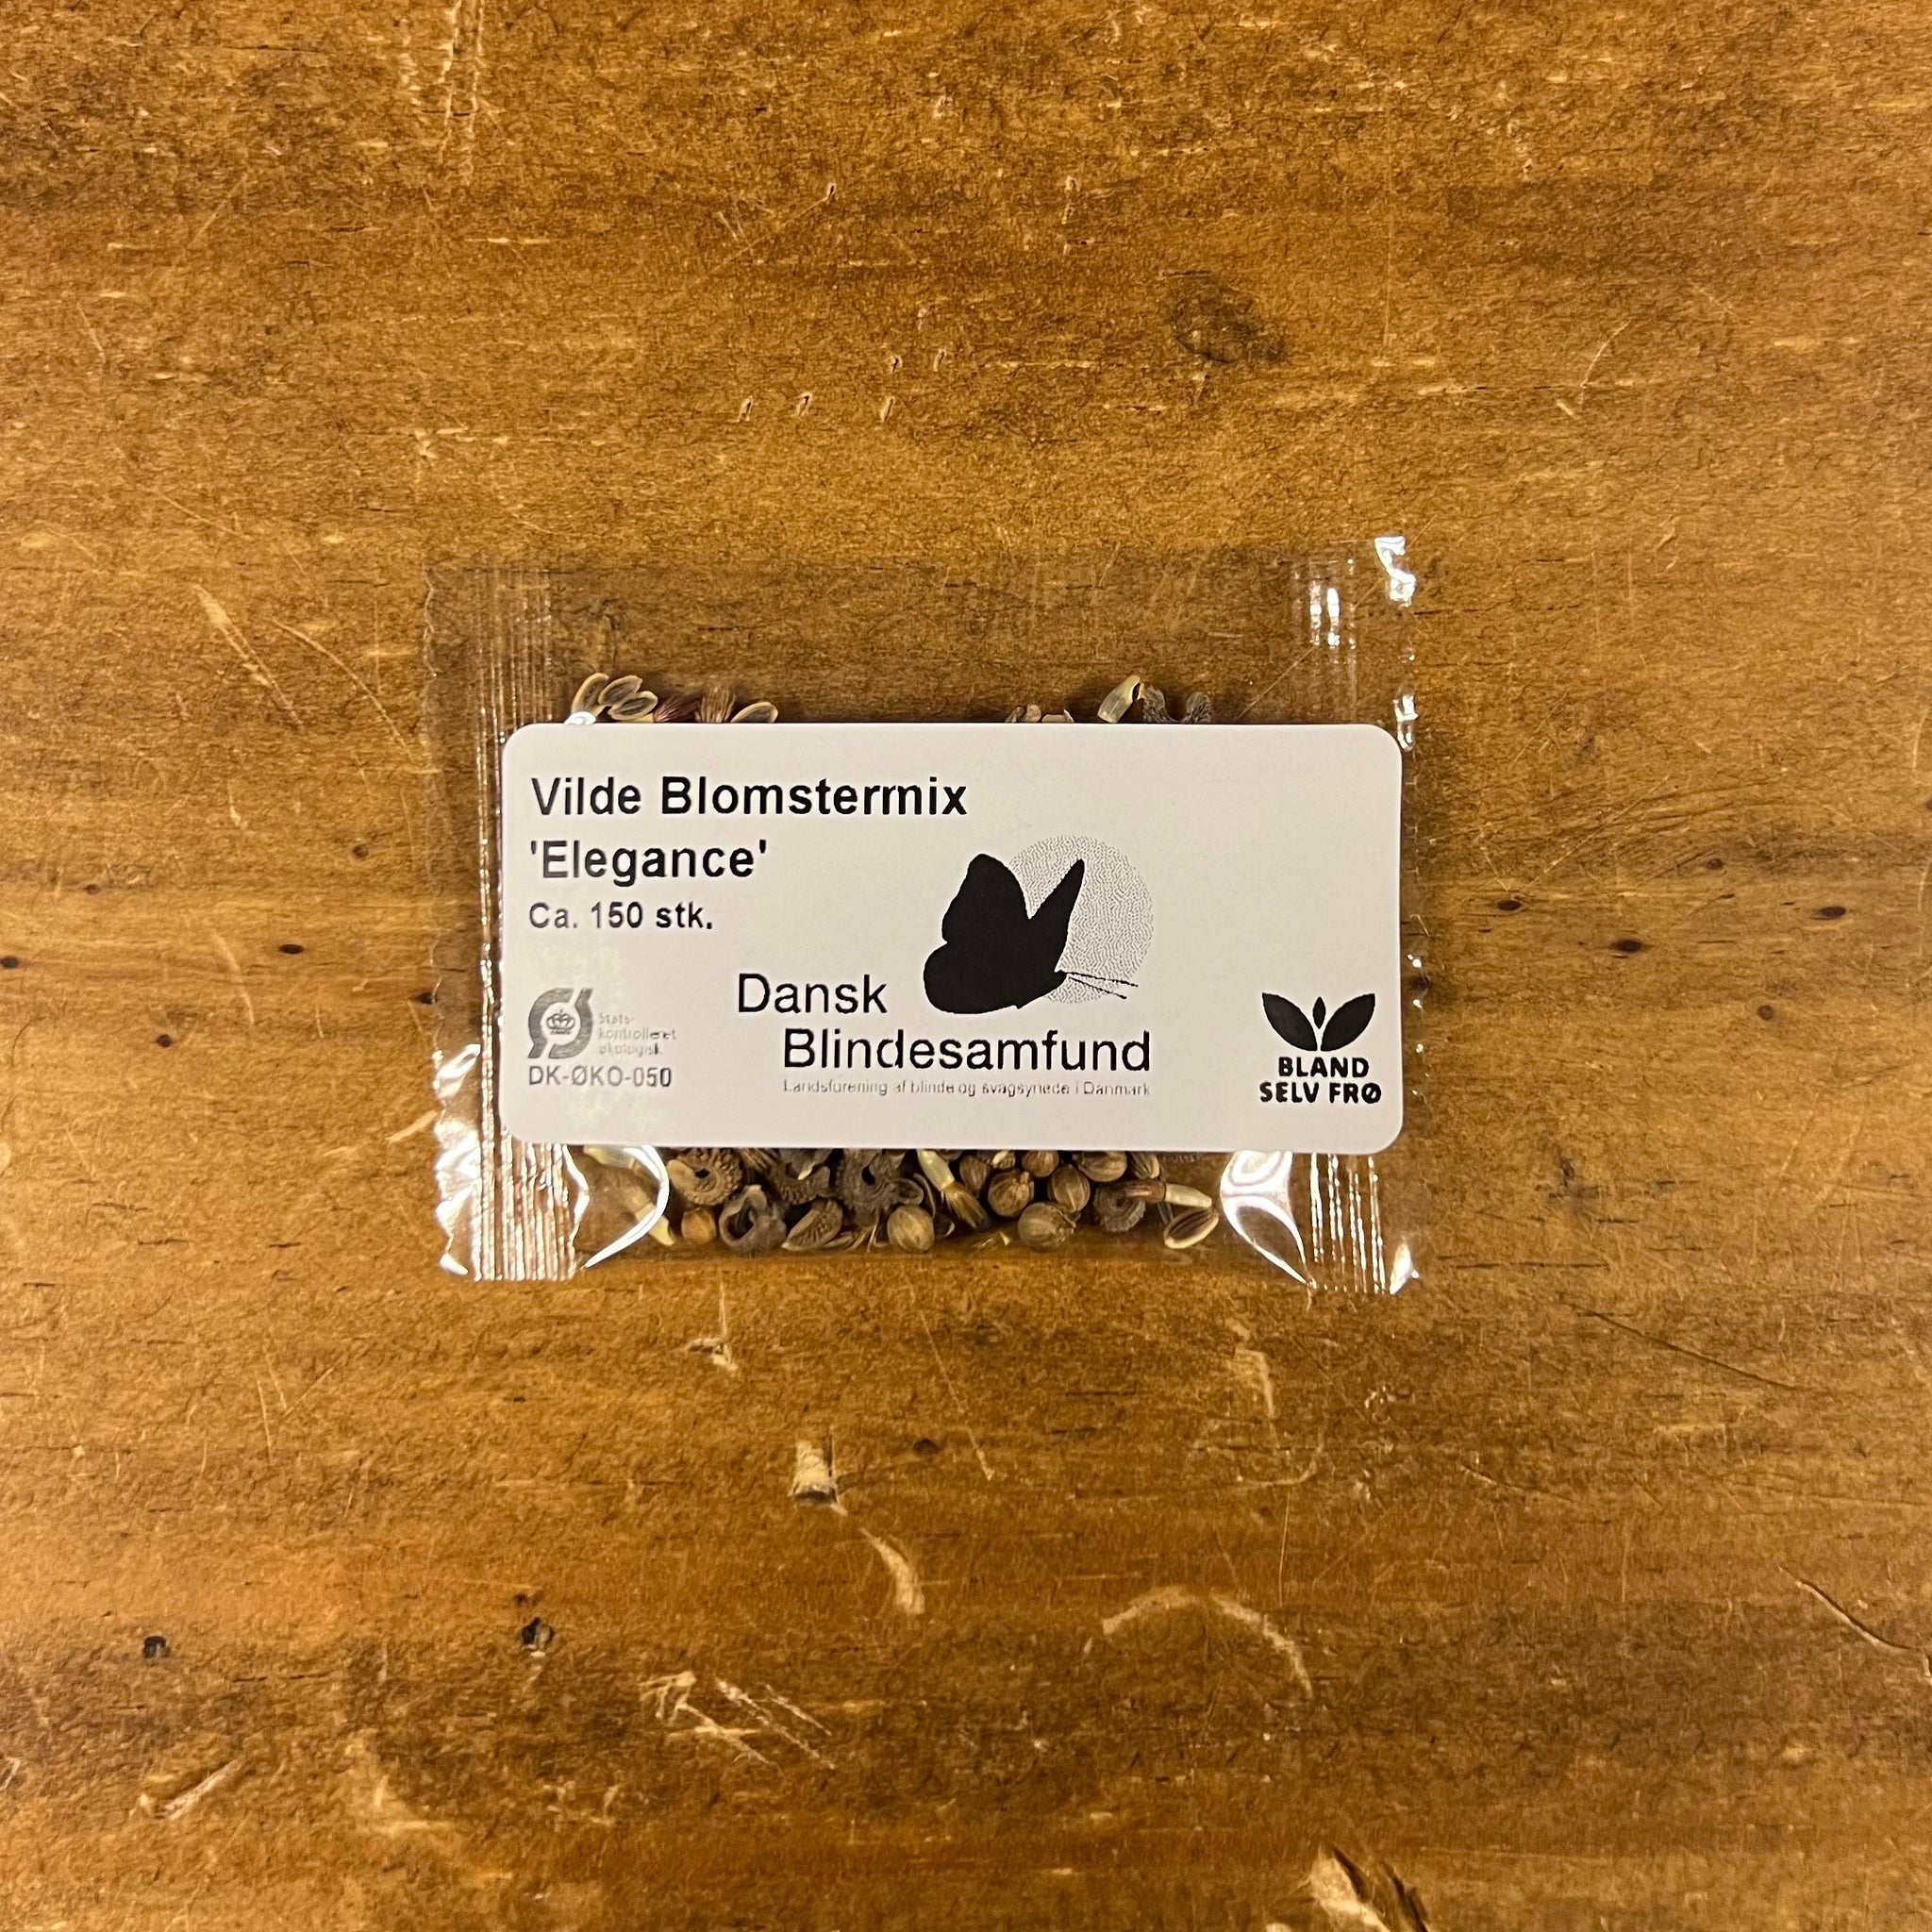 Vilde Blomstermix
'Elegance'
Ca. 150 stk.
Stats-
kontrolleret
økologisk
DK-ØKO-050
Dansk
Blindesamfund
Landsforening af blinde og svagsynede i Danmark
BLAND
SELV FRØ